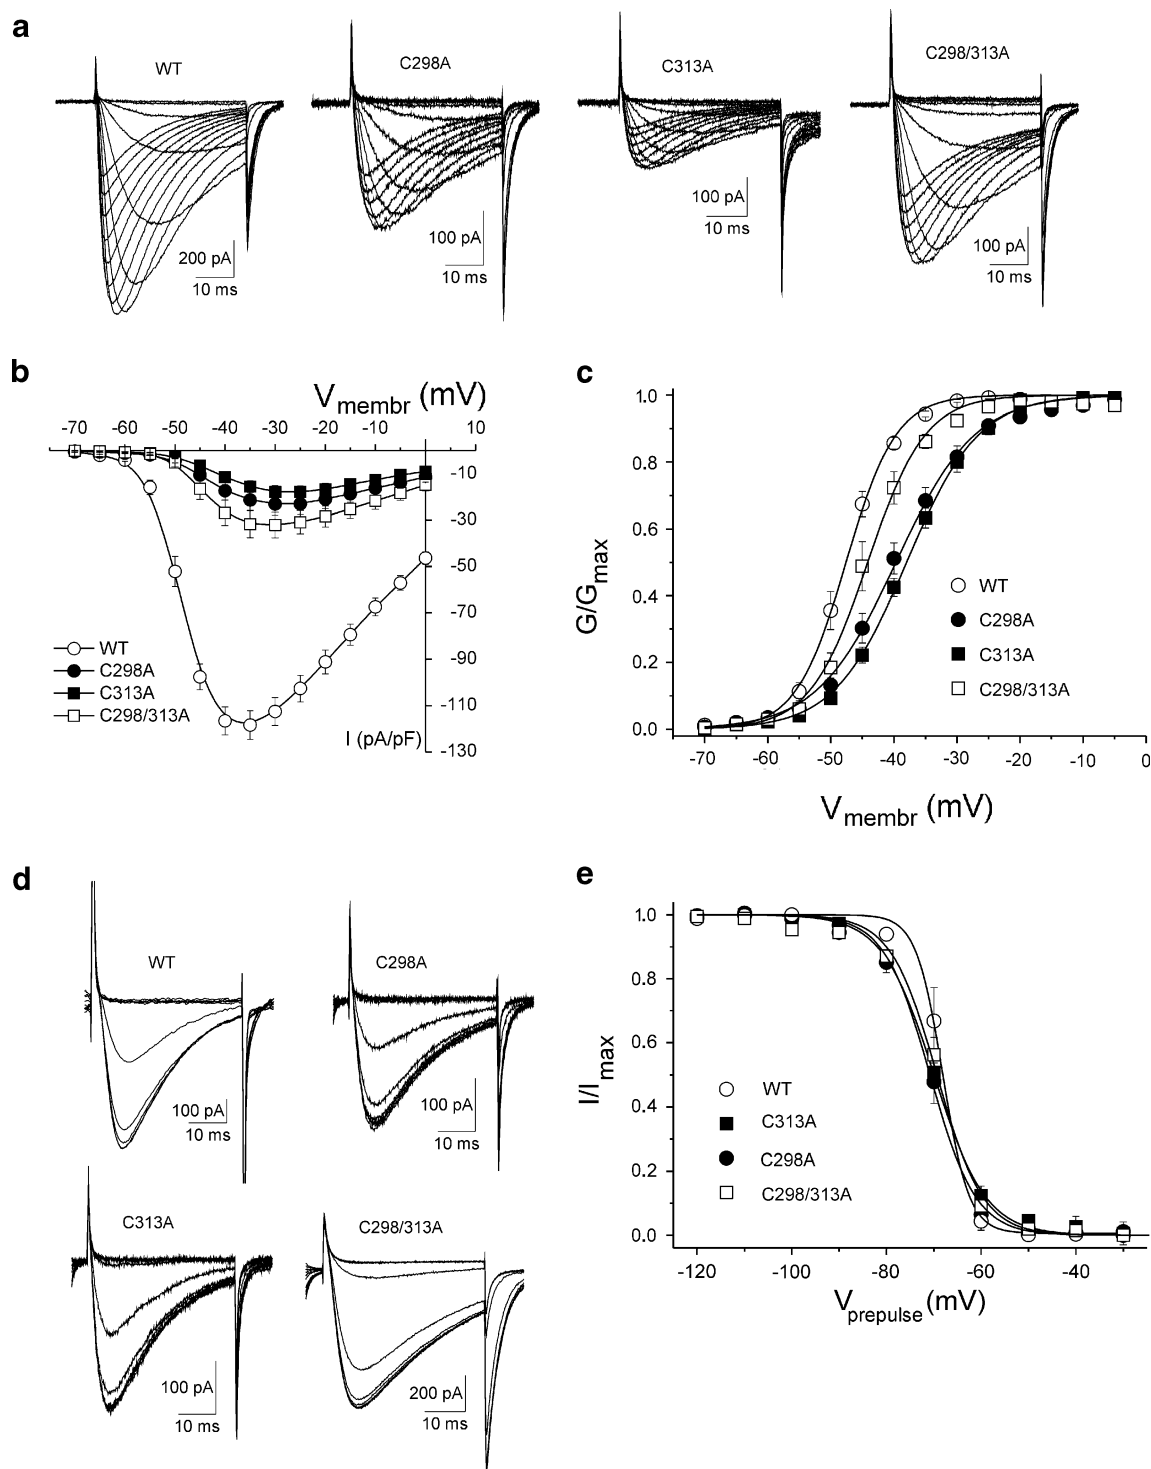 a
WT
C298A
C313A
C298/313A
200 pA
10 ms
100 pA
10 ms
100 pA
10 ms
100 pA
10 ms
b
Vmembr (mV)
-70 -60 -50 -40 -30 -20 -10 10
-10
-30
-50
-70
-90
-110
-130
WT
C298A
C313A
C298/313A
I (pA/pF)
c
G/Gmax
1.0
0.8
0.6
0.4
0.2
0.0
WT
C298A
C313A
C298/313A
-70 -60 -50 -40 -30 -20 -10 0
Vmembr (mV)
d
WT
C298A
100 pA
10 ms
100 pA
10 ms
C313A
C298/313A
100 pA
10 ms
200 pA
10 ms
e
I/Imax
1.0
0.8
0.6
0.4
0.2
0.0
WT
C313A
C298A
C298/313A
-120 -100 -80 -60 -40
Vprepulse (mV)